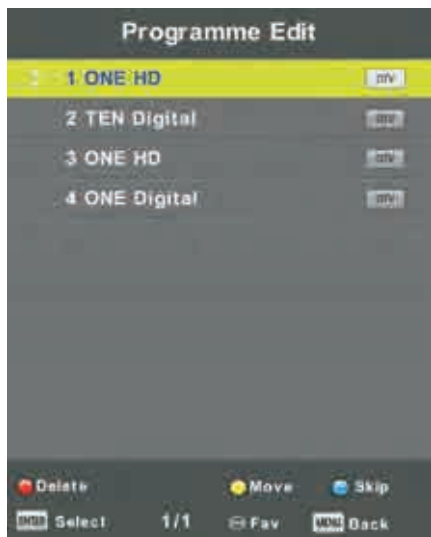 Programme Edit
1 ONE HD DTV
2 TEN Digital DTV
3 ONE HD DTV
4 ONE Digital DTV
Delete Move Skip
ENTER Select 1/1 Fav MENU Back